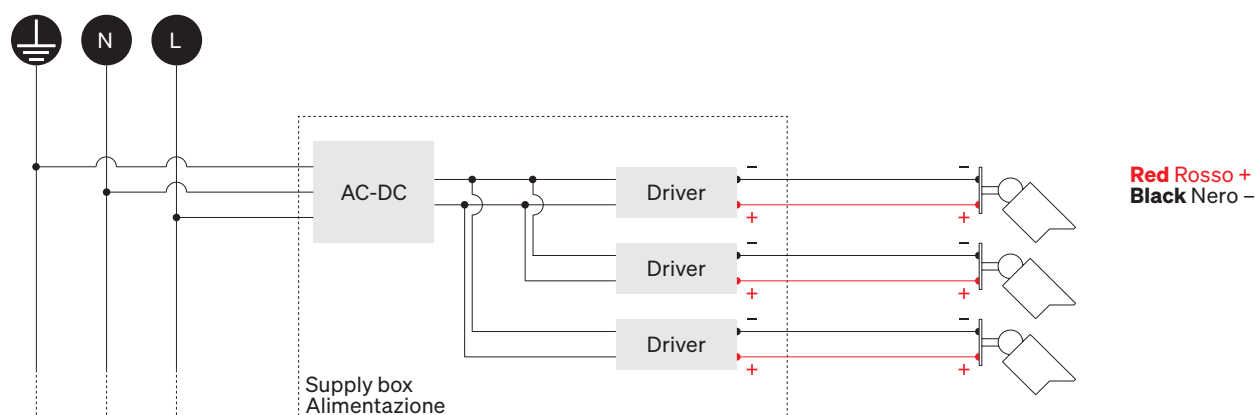 N
L
AC-DC
Driver
–
+
–
+
Red Rosso +
Black Nero –
Driver
–
+
–
+
Driver
–
+
–
+
Supply box
Alimentazione